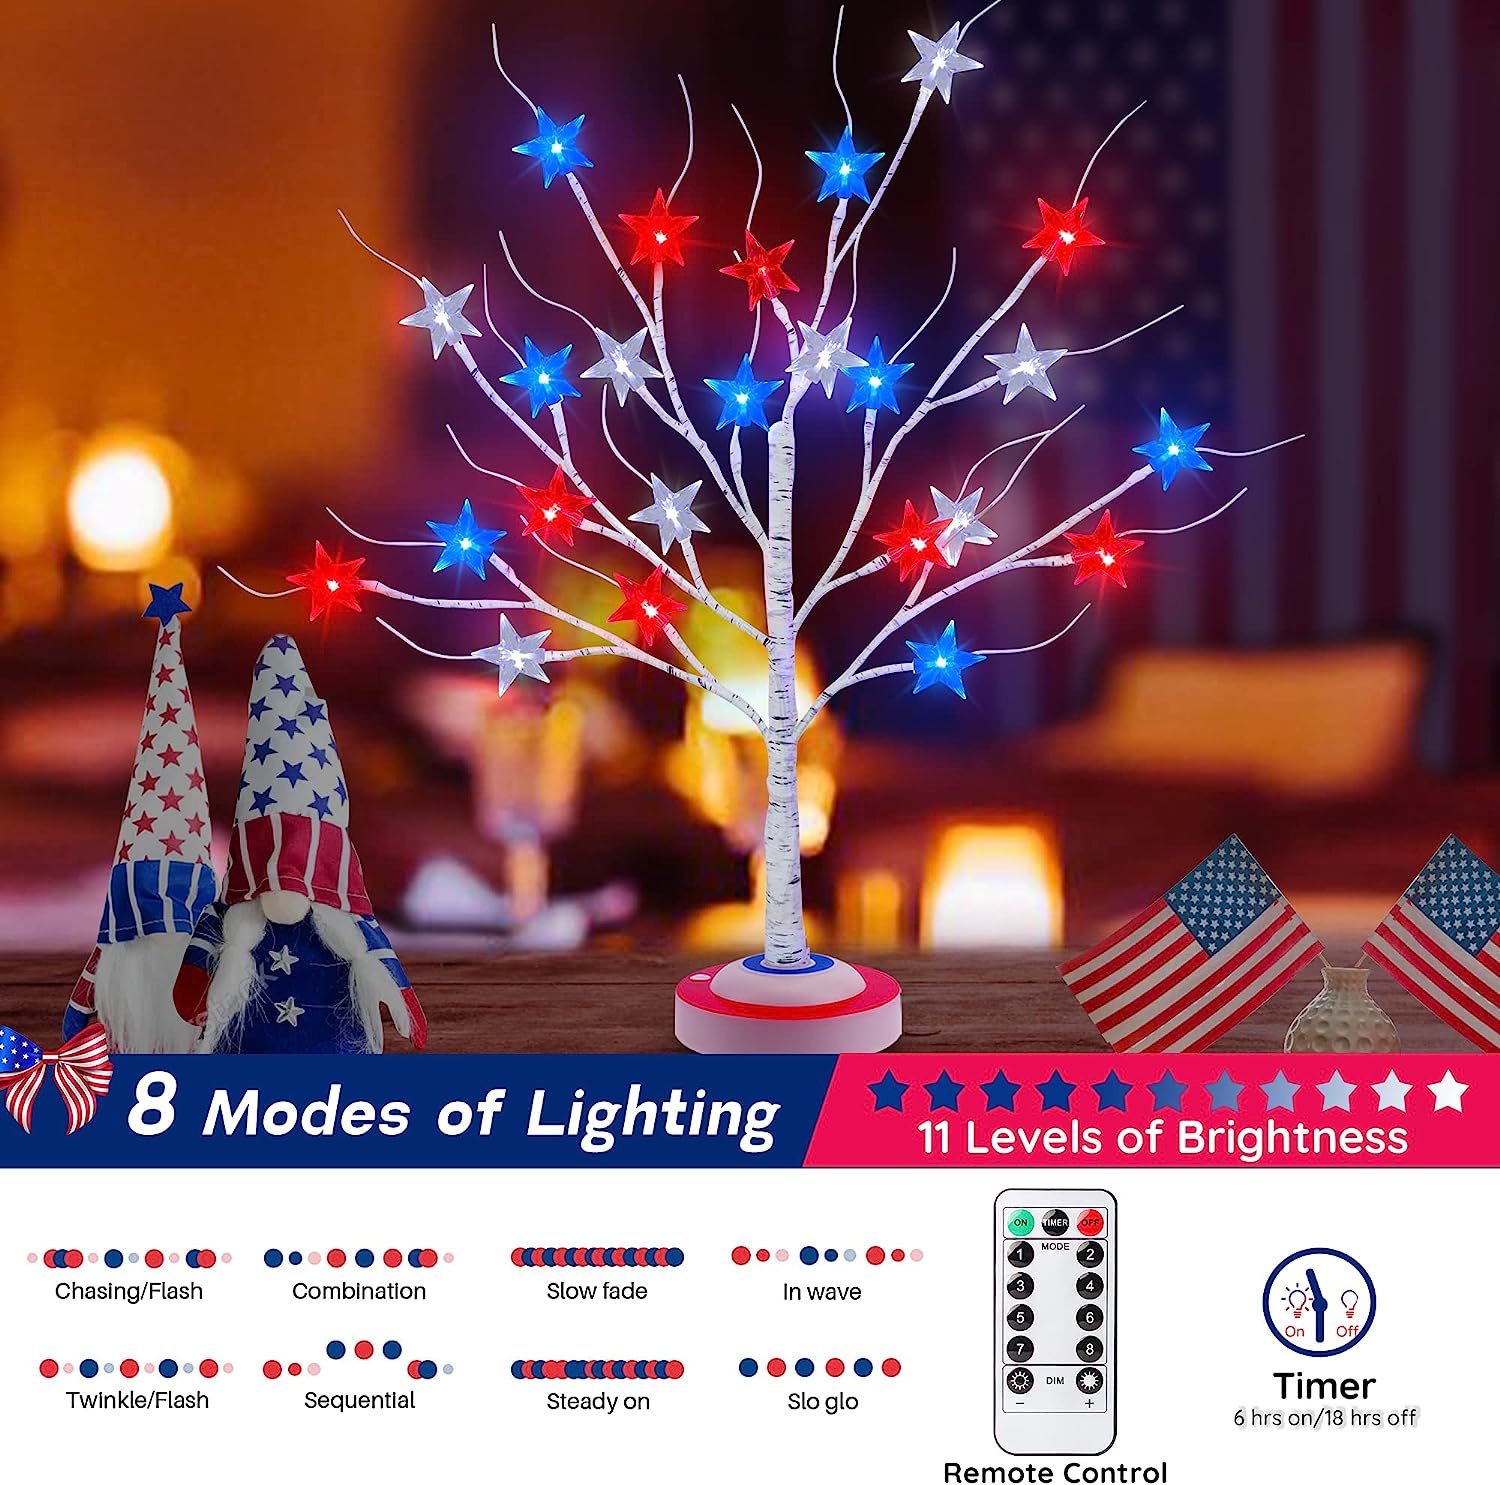 8 Modes of Lighting
11 Levels of Brightness
Chasing/Flash
Combination
Slow fade
In wave
Twinkle/Flash
Sequential
Steady on
Slo glo
ON TIMER OFF
MODE
1 2
3 4
5 6
7 8
DIM
- +
Remote Control
On Off
Timer
6 hrs on/18 hrs off